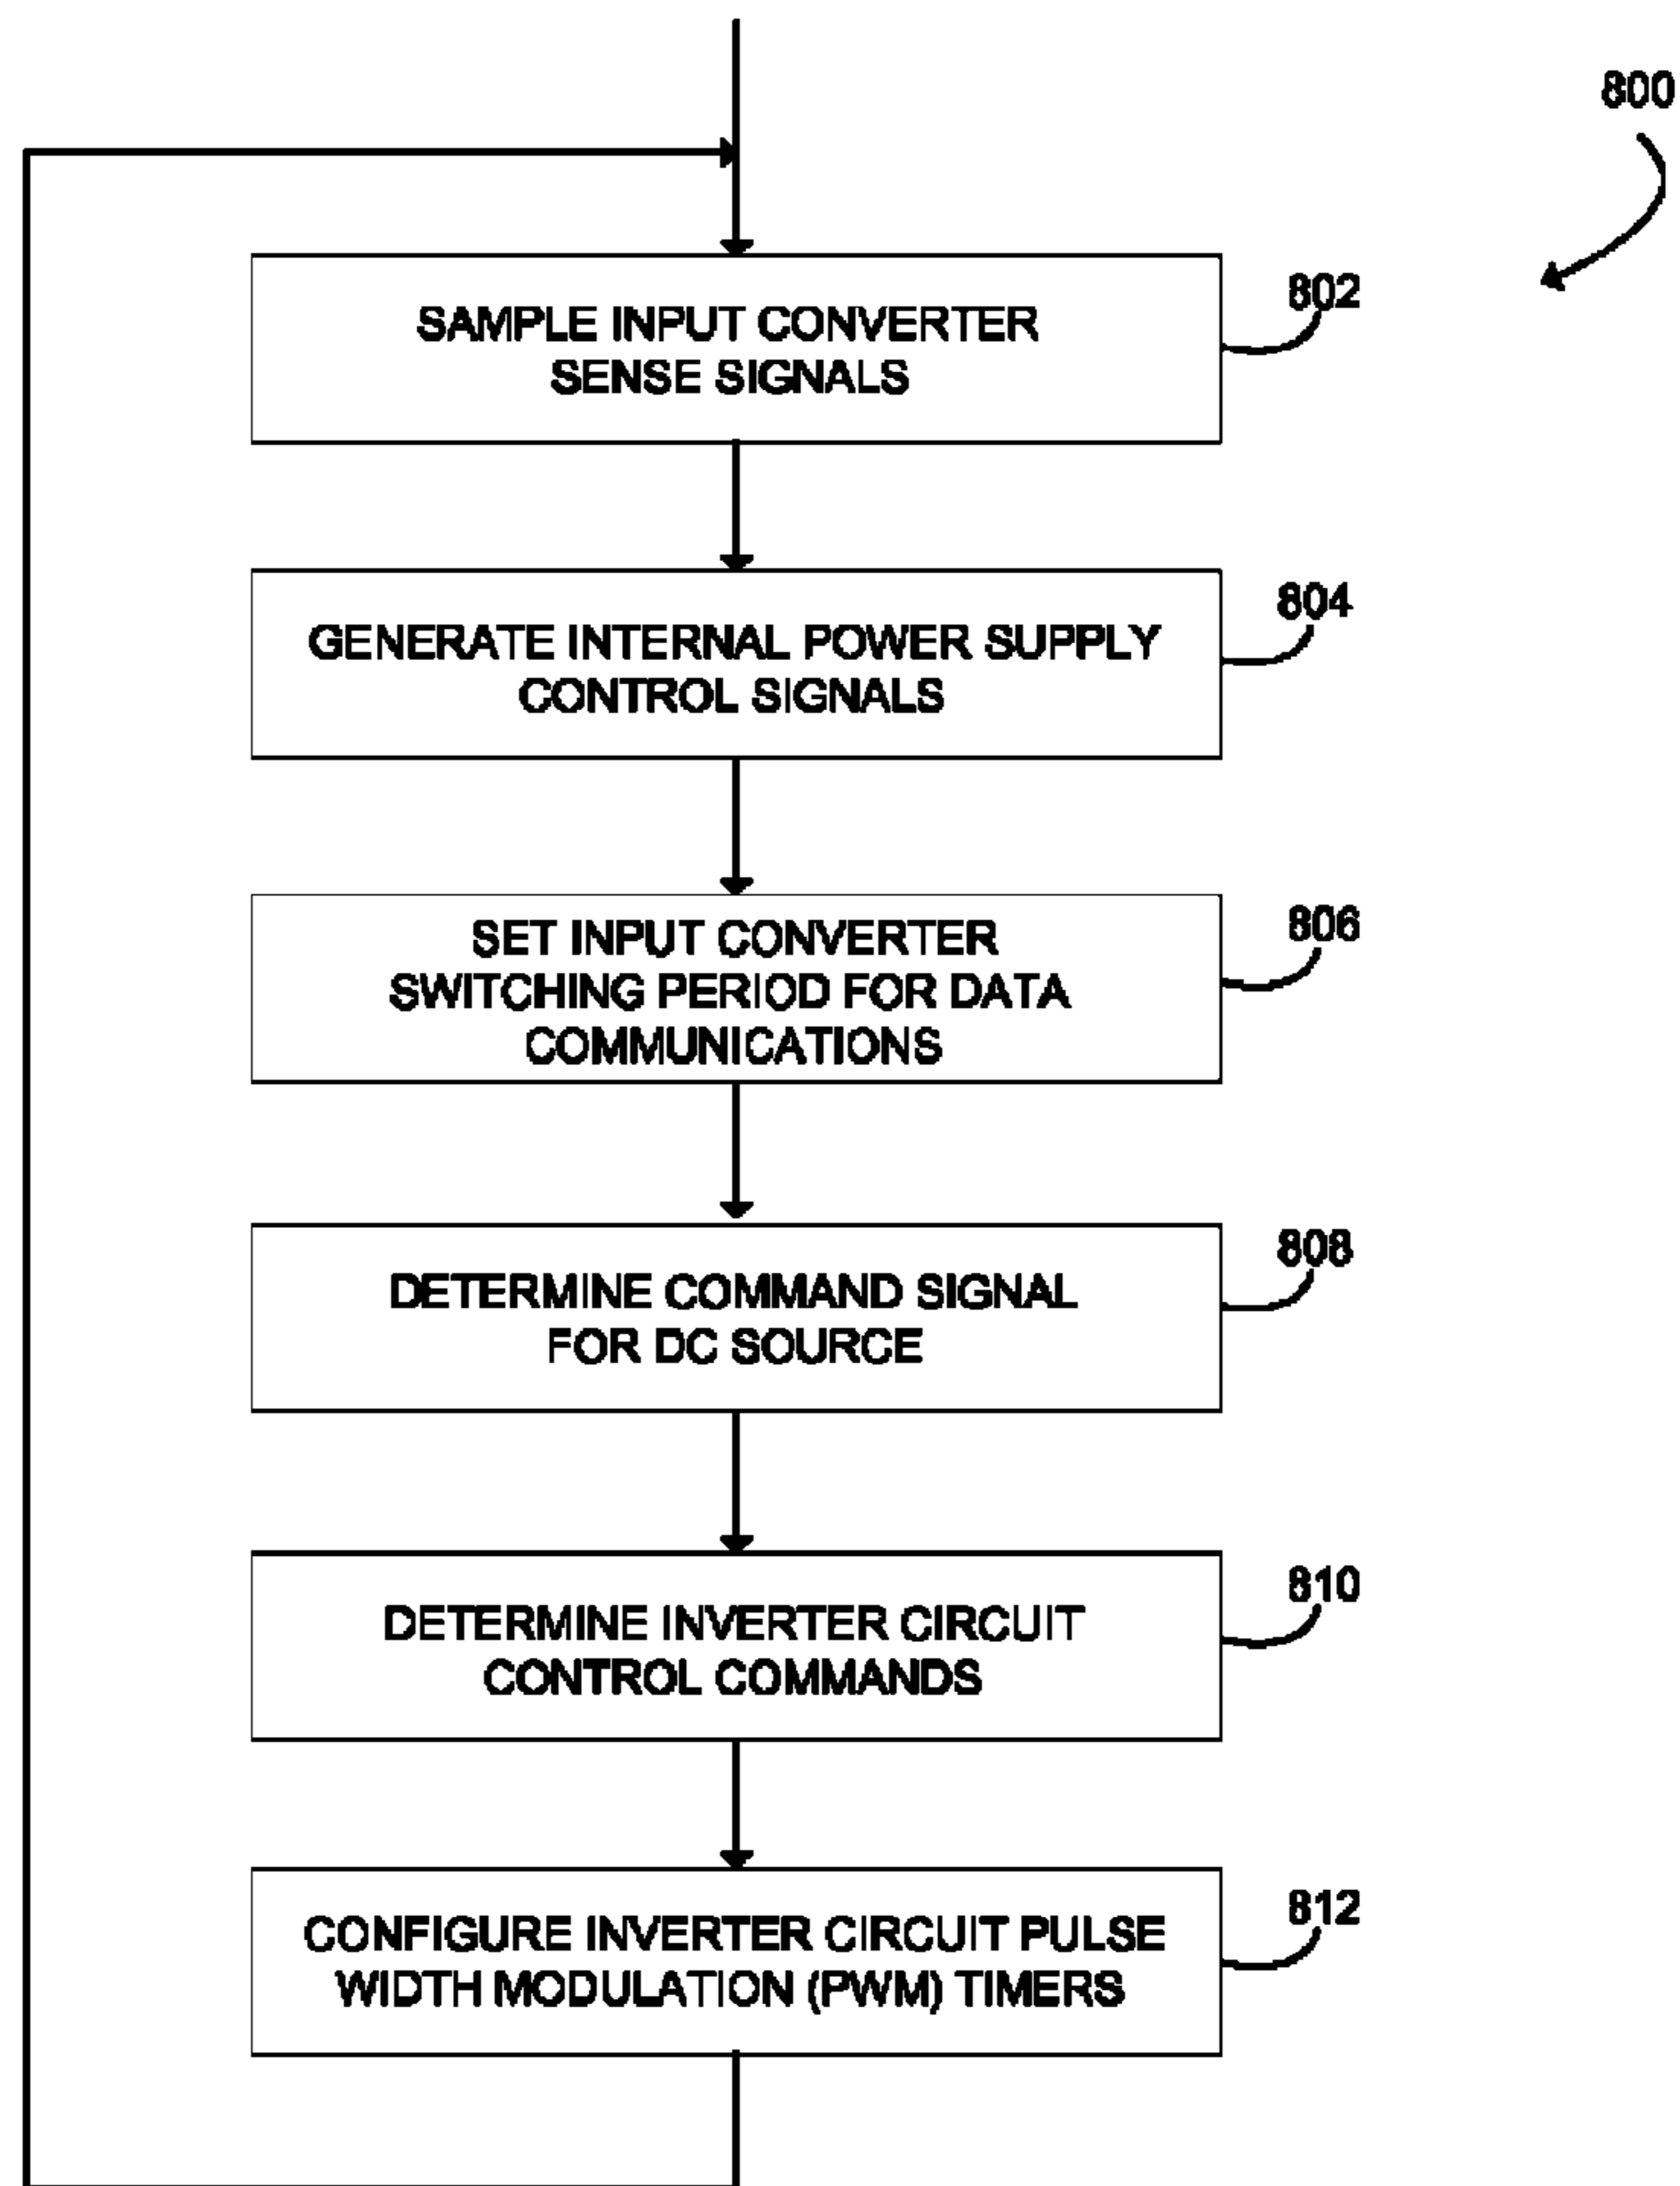 800
802
SAMPLE INPUT CONVERTER
SENSE SIGNALS
804
GENERATE INTERNAL POWER SUPPLY
CONTROL SIGNALS
806
SET INPUT CONVERTER
SWITCHING PERIOD FOR DATA
COMMUNICATIONS
808
DETERMINE COMMAND SIGNAL
FOR DC SOURCE
810
DETERMINE INVERTER CIRCUIT
CONTROL COMMANDS
812
CONFIGURE INVERTER CIRCUIT PULSE
WIDTH MODULATION (PWM) TIMERS